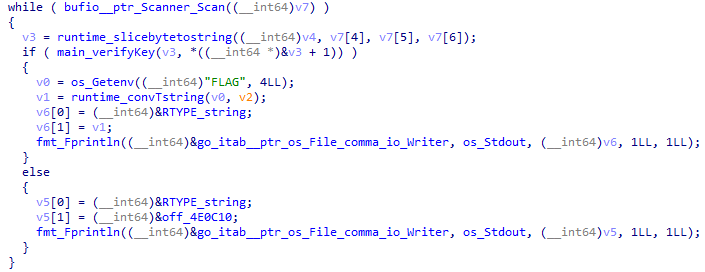 while ( bufio__ptr_Scanner_Scan((__int64)v7) )
{
  v3 = runtime_slicebytetostring((__int64)v4, v7[4], v7[5], v7[6]);
  if ( main_verifyKey(v3, *((__int64 *)&v3 + 1)) )
  {
    v0 = os_Getenv((__int64)"FLAG", 4LL);
    v1 = runtime_convTstring(v0, v2);
    v6[0] = (__int64)&RTYPE_string;
    v6[1] = v1;
    fmt_Fprintln((__int64)&go_itab__ptr_os_File_comma_io_Writer, os_Stdout, (__int64)v6, 1LL, 1LL);
  }
  else
  {
    v5[0] = (__int64)&RTYPE_string;
    v5[1] = (__int64)&off_4E0C10;
    fmt_Fprintln((__int64)&go_itab__ptr_os_File_comma_io_Writer, os_Stdout, (__int64)v5, 1LL, 1LL);
  }
}